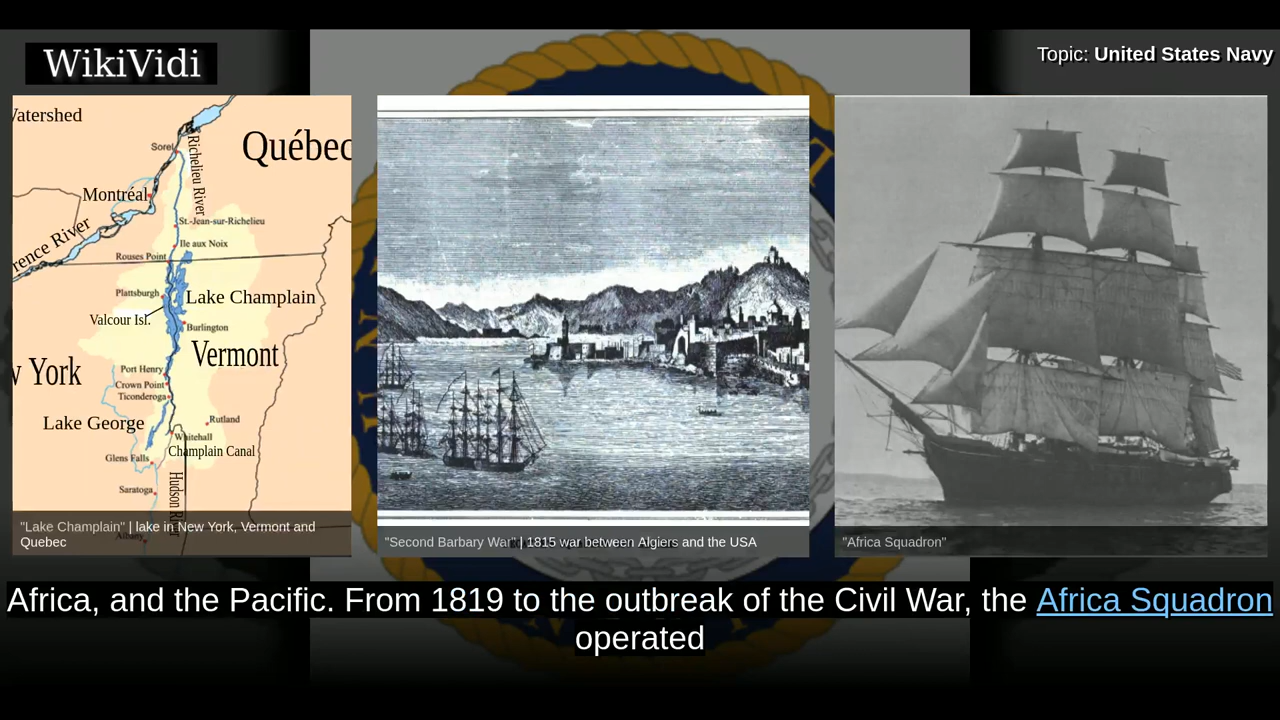 WikiVidi
Topic: United States Navy
Vatershed
Québec
Sorel
Richelieu River
Montréal
St.-Jean-sur-Richelieu
rence River
Ile aux Noix
Rouses Point
Plattsburgh
Lake Champlain
Valcour Isl.
Burlington
Vermont
w York
Port Henry
Crown Point
Ticonderoga
Lake George
Rutland
Whitehall
Champlain Canal
Glens Falls
Hudson River
Saratoga
Albany
"Lake Champlain" | lake in New York, Vermont and
Quebec
"Second Barbary War" | 1815 war between Algiers and the USA
"Africa Squadron"
Africa, and the Pacific. From 1819 to the outbreak of the Civil War, the Africa Squadron
operated